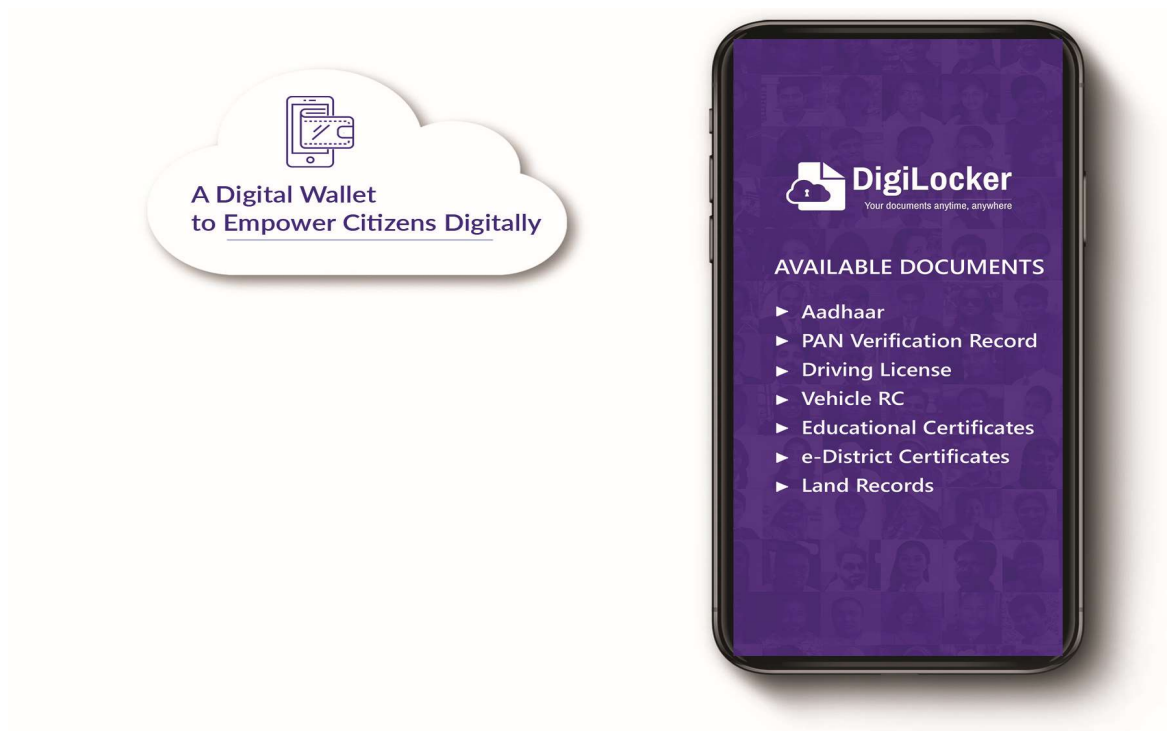 A Digital Wallet
to Empower Citizens Digitally
DigiLocker
Your documents anytime, anywhere
AVAILABLE DOCUMENTS
► Aadhaar
► PAN Verification Record
► Driving License
► Vehicle RC
► Educational Certificates
► e-District Certificates
► Land Records